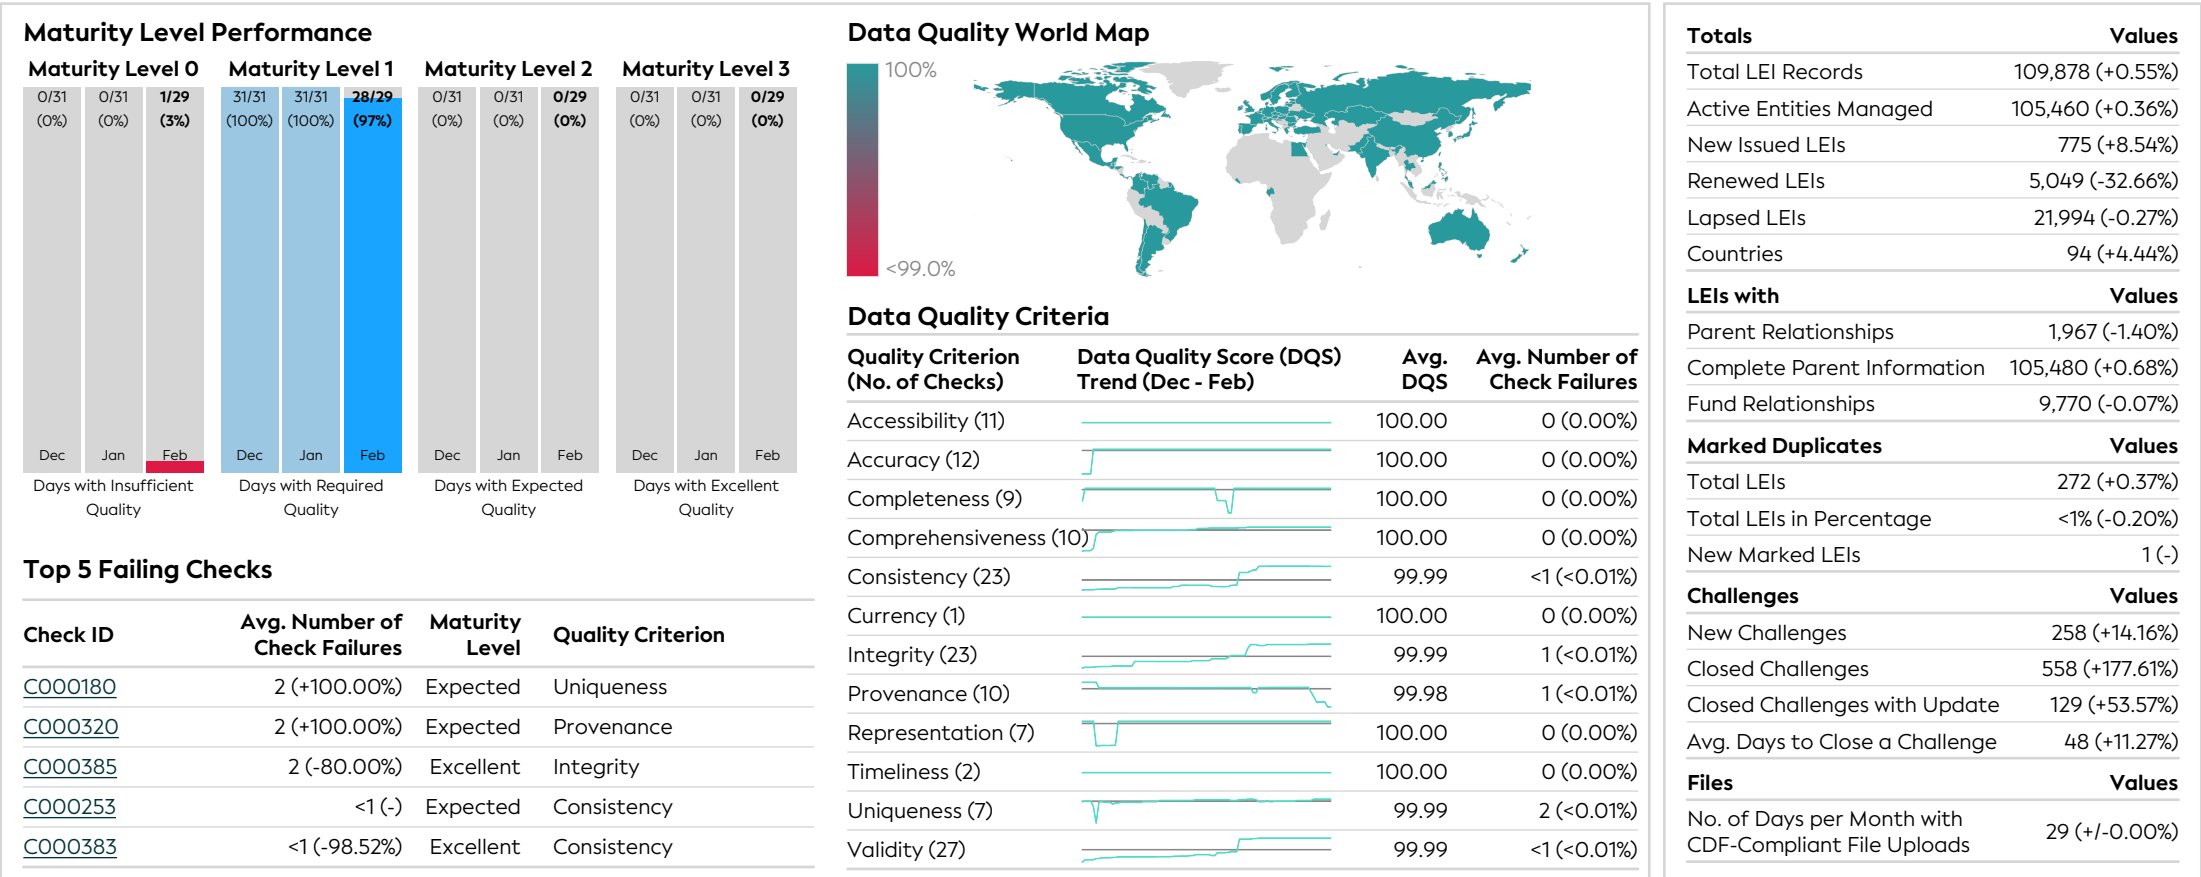 Maturity Level Performance
Maturity Level 0 Maturity Level 1 Maturity Level 2 Maturity Level 3
0/31 0/31 1/29 31/31 31/31 28/29 0/31 0/31 0/29 0/31 0/31 0/29
(0%) (0%) (3%) (100%) (100%) (97%) (0%) (0%) (0%) (0%) (0%) (0%)
Dec Jan Feb Dec Jan Feb Dec Jan Feb Dec Jan Feb
Days with Insufficient Days with Required Days with Expected Days with Excellent
Quality Quality Quality Quality
Top 5 Failing Checks
Avg. Number of Maturity
Check ID Check Failures Level Quality Criterion
C000180 2 (+100.00%) Expected Uniqueness
C000320 2 (+100.00%) Expected Provenance
C000385 2 (-80.00%) Excellent Integrity
C000253 <1 (-) Expected Consistency
C000383 <1 (-98.52%) Excellent Consistency
Data Quality World Map
100%
<99.0%
Data Quality Criteria
Quality Criterion Data Quality Score (DQS) Avg. Avg. Number of
(No. of Checks) Trend (Dec - Feb) DQS Check Failures
Accessibility (11) 100.00 0 (0.00%)
Accuracy (12) 100.00 0 (0.00%)
Completeness (9) 100.00 0 (0.00%)
Comprehensiveness (10) 100.00 0 (0.00%)
Consistency (23) 99.99 <1 (<0.01%)
Currency (1) 100.00 0 (0.00%)
Integrity (23) 99.99 1 (<0.01%)
Provenance (10) 99.98 1 (<0.01%)
Representation (7) 100.00 0 (0.00%)
Timeliness (2) 100.00 0 (0.00%)
Uniqueness (7) 99.99 2 (<0.01%)
Validity (27) 99.99 <1 (<0.01%)
Totals Values
Total LEI Records 109,878 (+0.55%)
Active Entities Managed 105,460 (+0.36%)
New Issued LEIs 775 (+8.54%)
Renewed LEIs 5,049 (-32.66%)
Lapsed LEIs 21,994 (-0.27%)
Countries 94 (+4.44%)
LEIs with Values
Parent Relationships 1,967 (-1.40%)
Complete Parent Information 105,480 (+0.68%)
Fund Relationships 9,770 (-0.07%)
Marked Duplicates Values
Total LEIs 272 (+0.37%)
Total LEIs in Percentage <1% (-0.20%)
New Marked LEIs 1 (-)
Challenges Values
New Challenges 258 (+14.16%)
Closed Challenges 558 (+177.61%)
Closed Challenges with Update 129 (+53.57%)
Avg. Days to Close a Challenge 48 (+11.27%)
Files Values
No. of Days per Month with
CDF-Compliant File Uploads 29 (+/-0.00%)